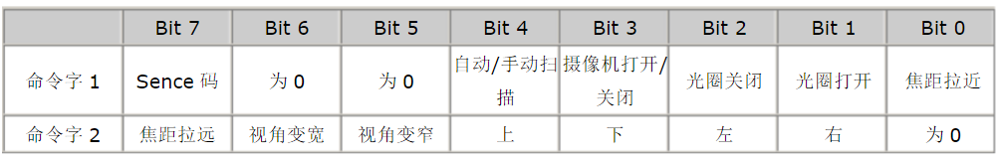 Bit 7 Bit 6 Bit 5 Bit 4 Bit 3 Bit 2 Bit 1 Bit 0
命令字 1 Sence 码 为 0 为 0 自动/手动扫描 摄像机打开/关闭 光圈关闭 光圈打开 焦距拉近
命令字 2 焦距拉远 视角变宽 视角变窄 上 下 左 右 为 0